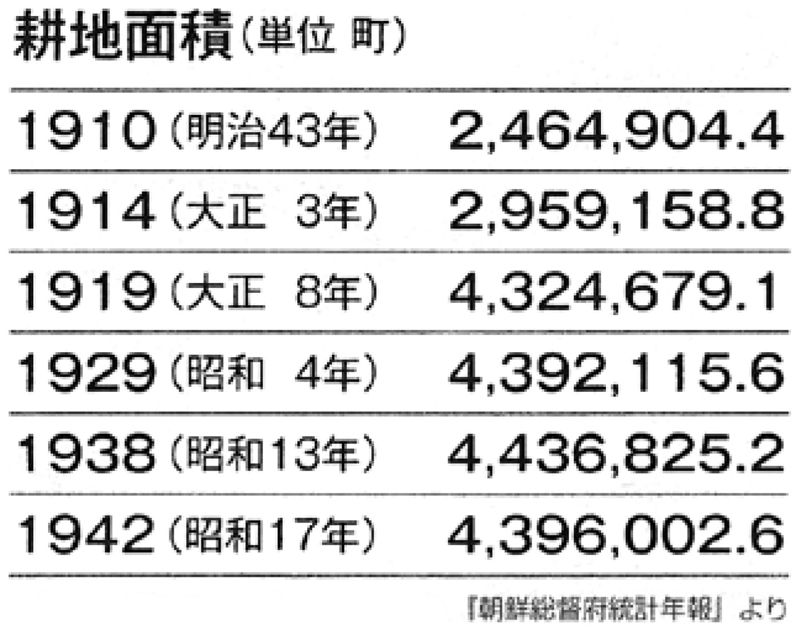 耕地面積(単位 町)
1910(明治43年) 2,464,904.4
1914(大正 3年) 2,959,158.8
1919(大正 8年) 4,324,679.1
1929(昭和 4年) 4,392,115.6
1938(昭和13年) 4,436,825.2
1942(昭和17年) 4,396,002.6
『朝鮮総督府統計年報』より